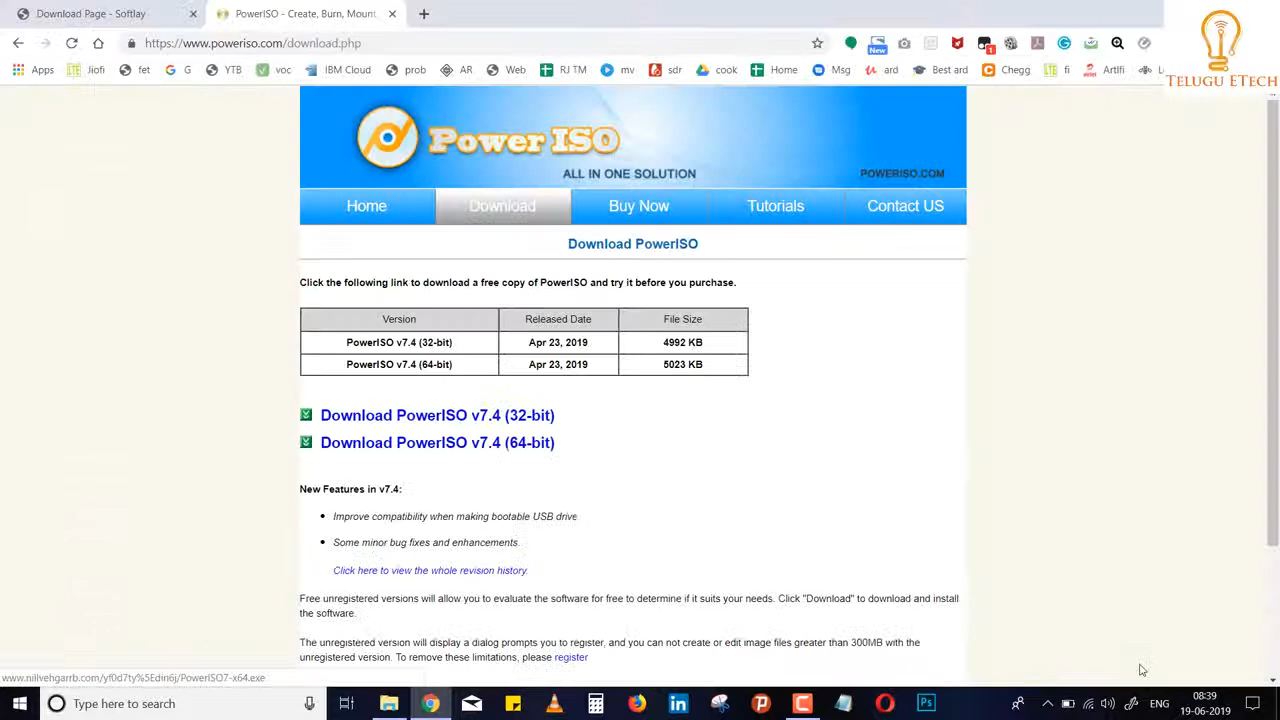 Download Page - Softlay
PowerISO - Create, Burn, Mount
https://www.poweriso.com/download.php
New
1
Apps Jiofi fet G YTB voc IBM Cloud prob AR Web RJ TM mv sdr cook Home Msg ard Best ard Chegg fi ArtIfi
TELUGU ETECH
Power ISO
ALL IN ONE SOLUTION
POWERISO.COM
Home Download Buy Now Tutorials Contact US
Download PowerISO
Click the following link to download a free copy of PowerISO and try it before you purchase.
Version Released Date File Size
PowerISO v7.4 (32-bit) Apr 23, 2019 4992 KB
PowerISO v7.4 (64-bit) Apr 23, 2019 5023 KB
Download PowerISO v7.4 (32-bit)
Download PowerISO v7.4 (64-bit)
New Features in v7.4:
Improve compatibility when making bootable USB drive
Some minor bug fixes and enhancements.
Click here to view the whole revision history.
Free unregistered versions will allow you to evaluate the software for free to determine if it suits your needs. Click "Download" to download and install
the software.
The unregistered version will display a dialog prompts you to register, and you can not create or edit image files greater than 300MB with the
unregistered version. To remove these limitations, please register
www.nillvehgarrb.com/yf0d7ty%5Edin6j/PowerISO7-x64.exe
Type here to search
ENG
08:39
19-06-2019